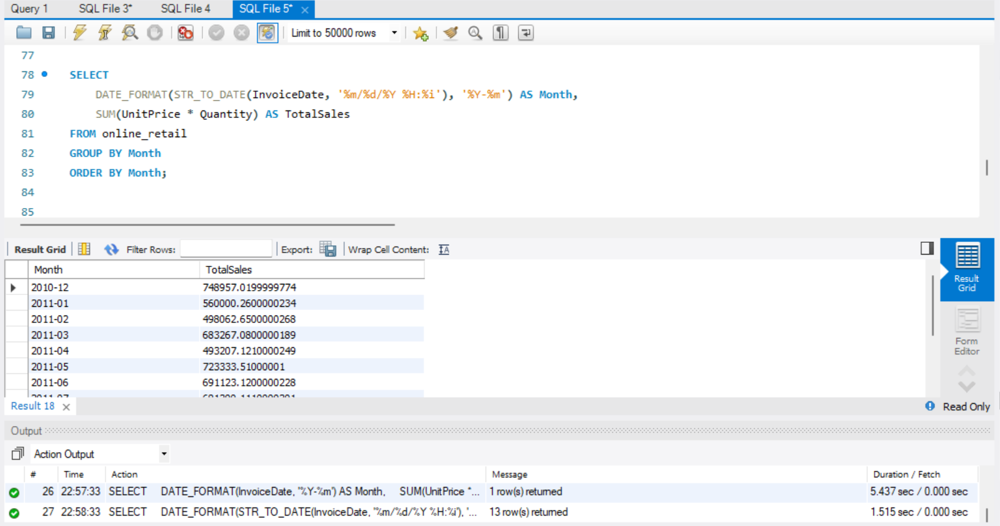 Query 1 SQL File 3* SQL File 4 SQL File 5*
Limit to 50000 rows
77
78 SELECT
79 DATE_FORMAT(STR_TO_DATE(InvoiceDate, '%m/%d/%Y %H:%i'), '%Y-%m') AS Month,
80 SUM(UnitPrice * Quantity) AS TotalSales
81 FROM online_retail
82 GROUP BY Month
83 ORDER BY Month;
84
85
Result Grid Filter Rows: Export: Wrap Cell Content:
Month TotalSales
2010-12 748957.0199999774
2011-01 560000.2600000234
2011-02 498062.6500000268
2011-03 683267.0800000189
2011-04 493207.1210000249
2011-05 723333.51000001
2011-06 691123.1200000228
2011-07
Result
Grid
Form
Editor
Result 18 Read Only
Output
Action Output
# Time Action Message Duration / Fetch
26 22:57:33 SELECT DATE_FORMAT(InvoiceDate, '%Y-%m') AS Month, SUM(UnitPrice *... 1 row(s) returned 5.437 sec / 0.000 sec
27 22:58:33 SELECT DATE_FORMAT(STR_TO_DATE(InvoiceDate, '%m/%d/%Y %H:%i'), '... 13 row(s) returned 1.515 sec / 0.000 sec